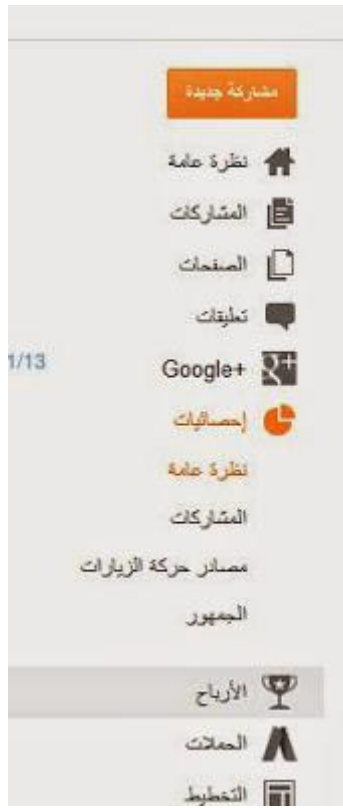 مشاركة جديدة
نظرة عامة
المشاركات
الصفحات
تعليقات
Google+
1/13
إحصائيات
نظرة عامة
المشاركات
مصادر حركة الزيارات
الجمهور
الأرباح
الحملات
التخطيط